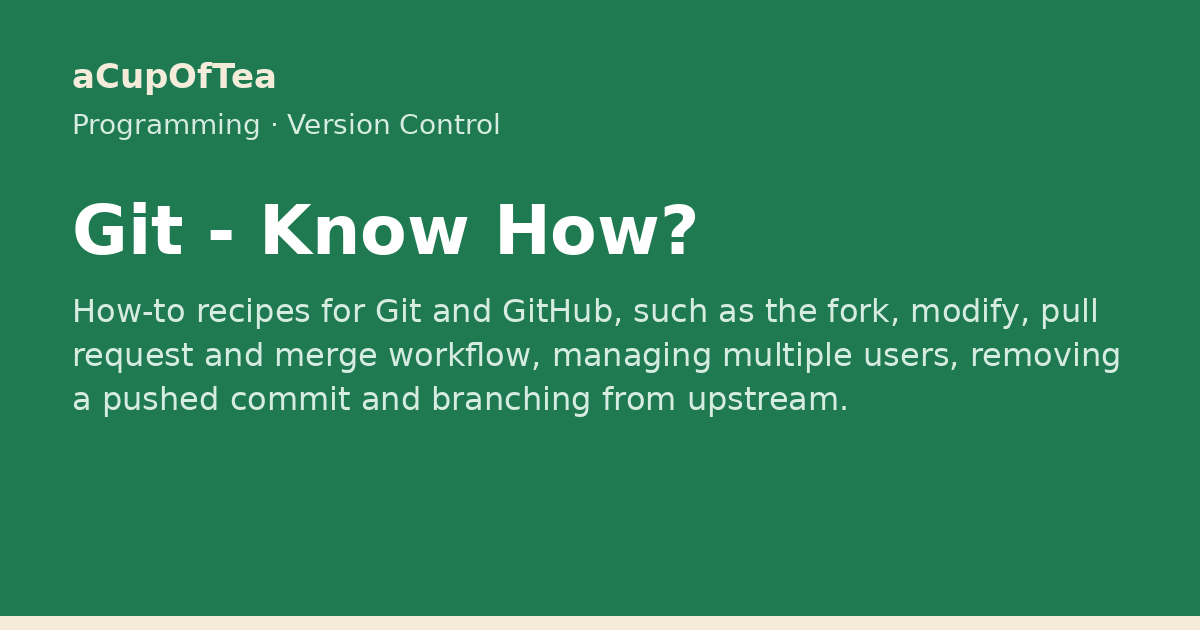 aCupOfTea
Programming · Version Control
Git - Know How?
How-to recipes for Git and GitHub, such as the fork, modify, pull
request and merge workflow, managing multiple users, removing
a pushed commit and branching from upstream.